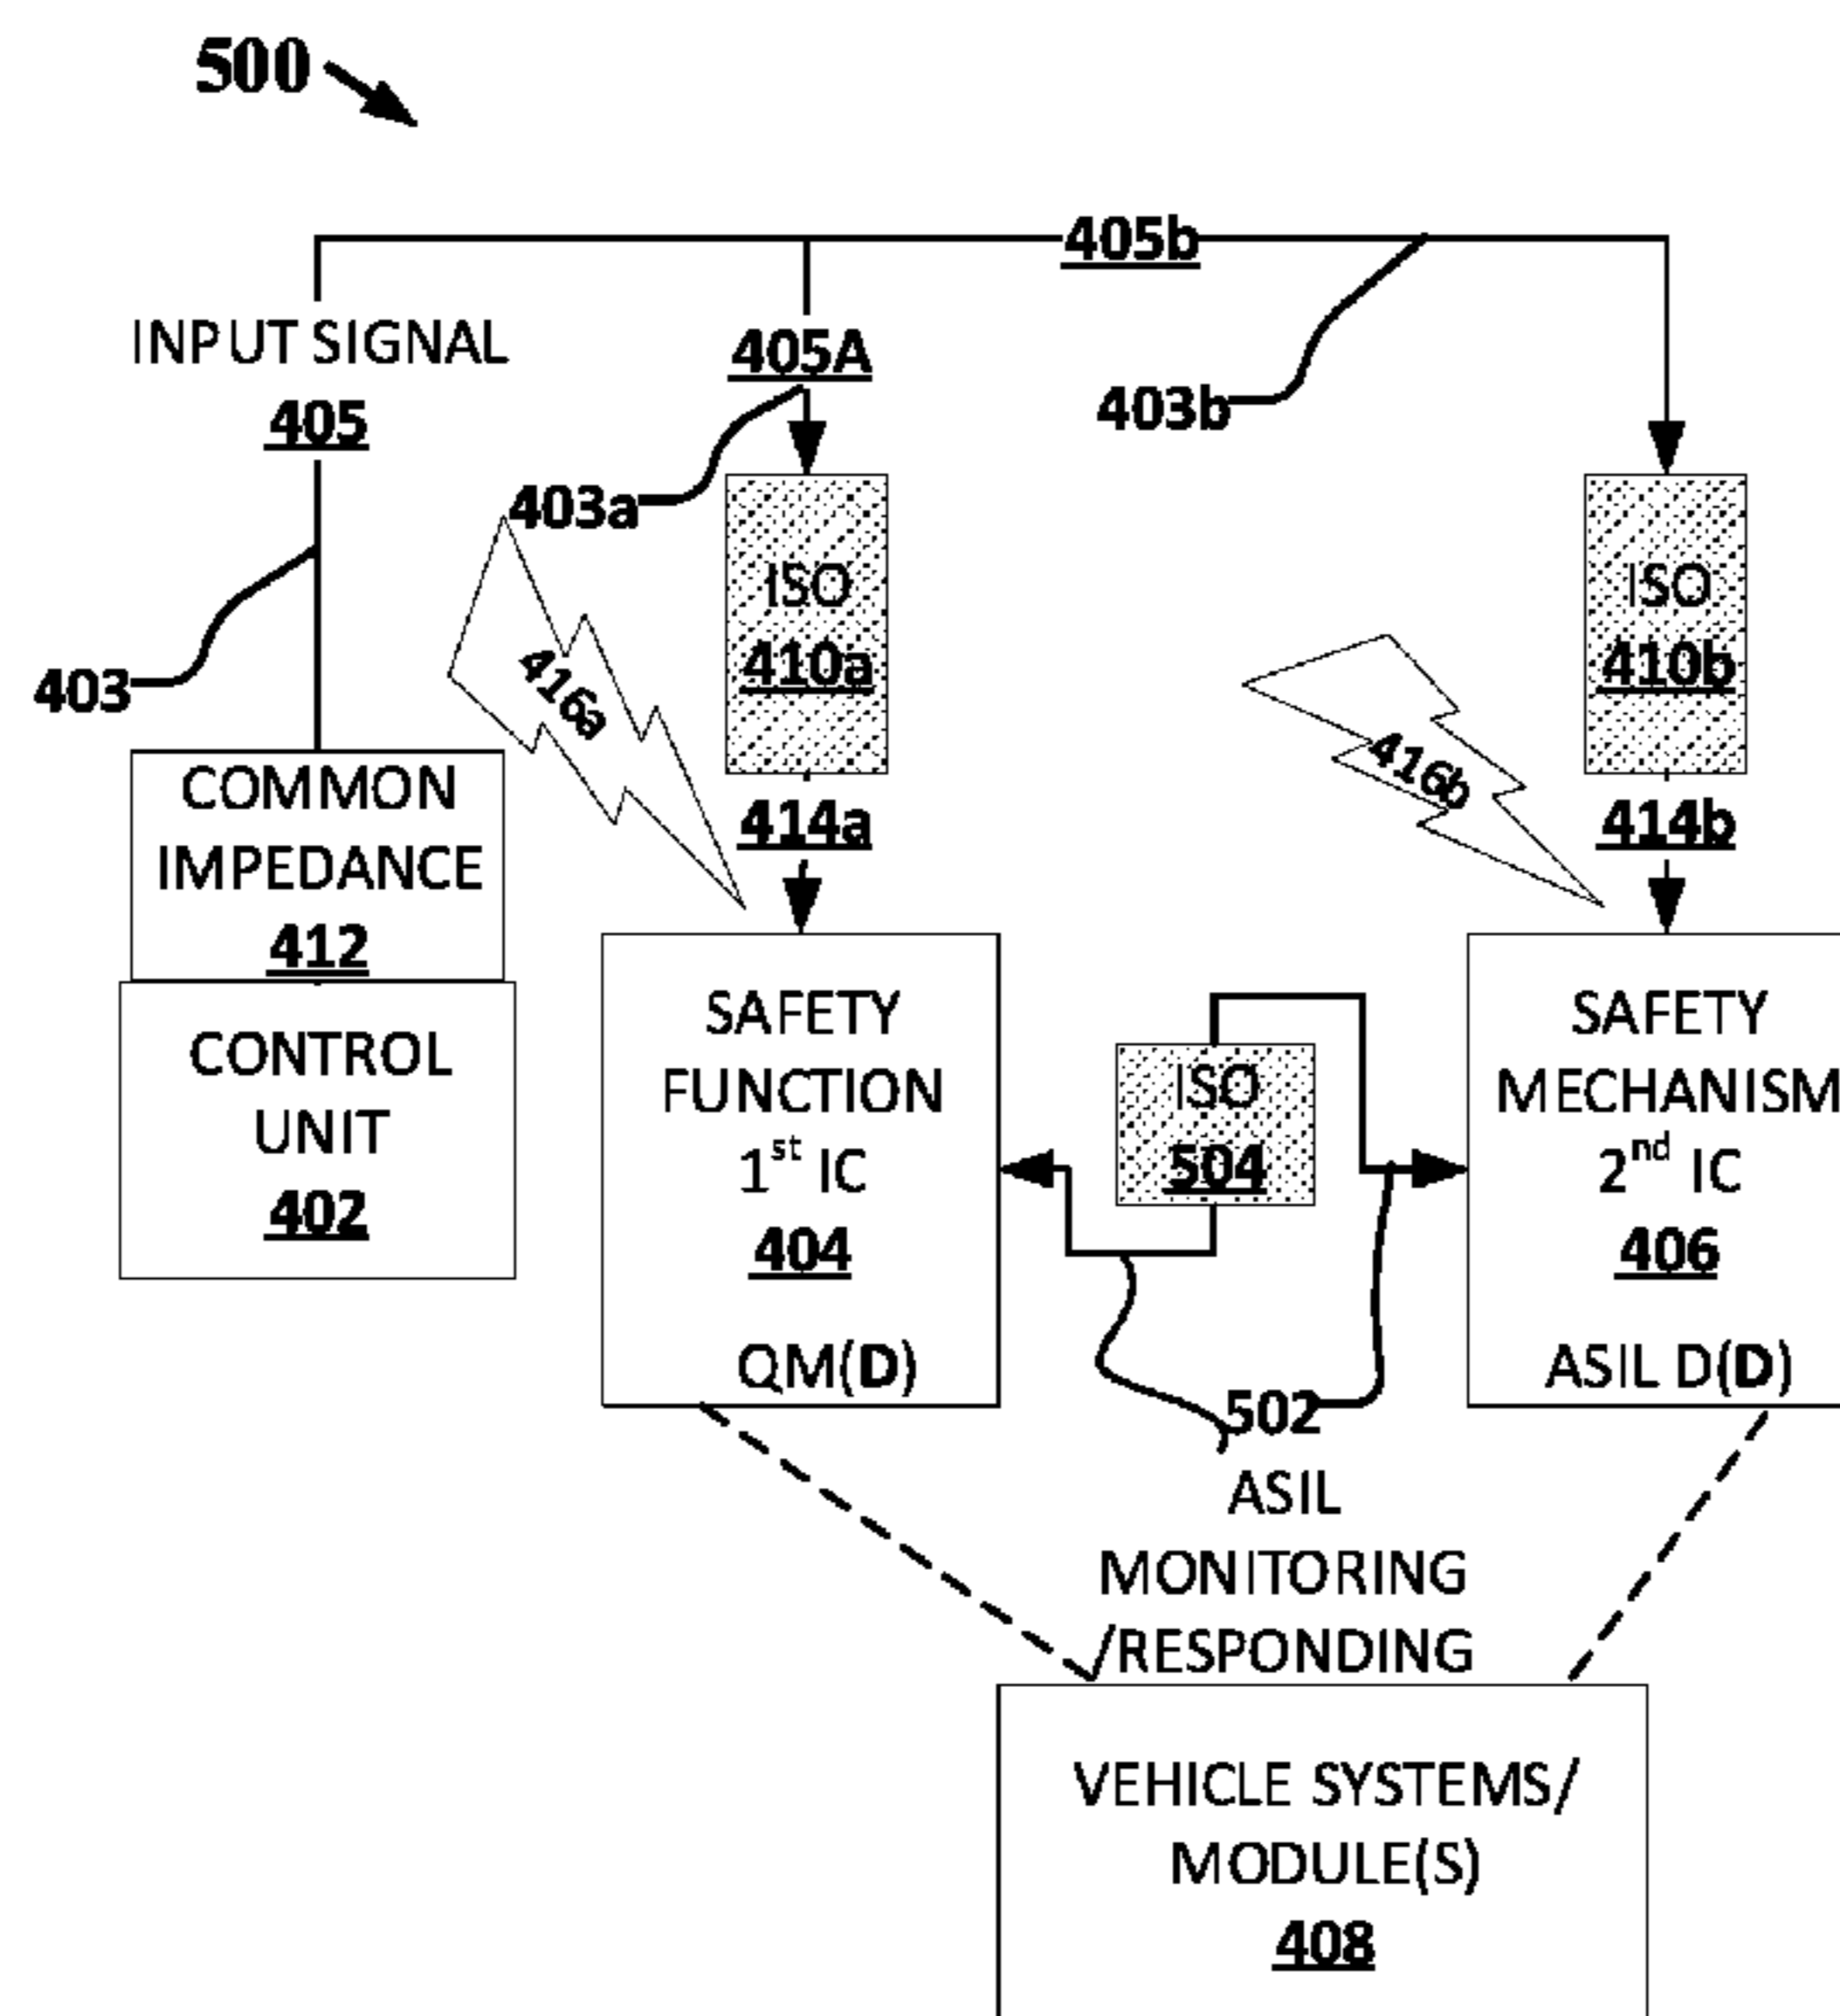 500
405b
INPUT SIGNAL
405
405A
403b
403a
403
ISO
410a
ISO
410b
416a
416b
COMMON
IMPEDANCE
412
414a
414b
CONTROL
UNIT
402
SAFETY
FUNCTION
1st IC
404
QM(D)
ISO
504
SAFETY
MECHANISM
2nd IC
406
ASIL D(D)
502
ASIL
MONITORING
/RESPONDING
VEHICLE SYSTEMS/
MODULE(S)
408